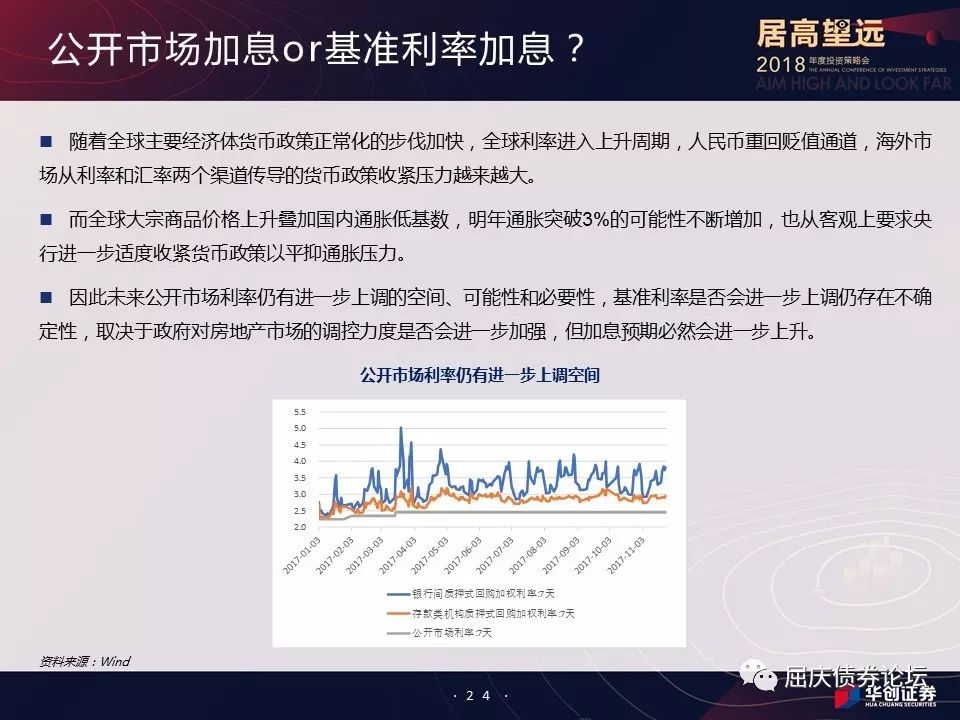 公开市场加息or基准利率加息？
居高望远
2018 年度投资策略会
THE ANNUAL CONFERENCE OF INVESTMENT STRATEGIES
AIM HIGH AND LOOK FAR
随着全球主要经济体货币政策正常化的步伐加快，全球利率进入上升周期，人民币重回贬值通道，海外市
场从利率和汇率两个渠道传导的货币政策收紧压力越来越大。
而全球大宗商品价格上升叠加国内通胀低基数，明年通胀突破3%的可能性不断增加，也从客观上要求央
行进一步适度收紧货币政策以平抑通胀压力。
因此未来公开市场利率仍有进一步上调的空间、可能性和必要性，基准利率是否会进一步上调仍存在不确
定性，取决于政府对房地产市场的调控力度是否会进一步加强，但加息预期必然会进一步上升。
公开市场利率仍有进一步上调空间
5.5
5.0
4.5
4.0
3.5
3.0
2.5
2.0
2017-01-03
2017-02-03
2017-03-03
2017-04-03
2017-05-03
2017-06-03
2017-07-03
2017-08-03
2017-09-03
2017-10-03
2017-11-03
银行间质押式回购加权利率:7天
存款类机构质押式回购加权利率:7天
公开市场利率:7天
资料来源：Wind
· 24 ·
屈庆债券论坛
华创证券
HUA CHUANG SECURITIES